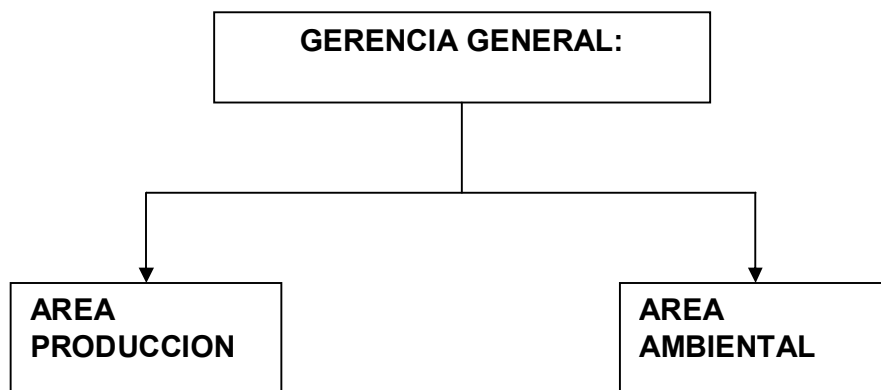 GERENCIA GENERAL:
AREA
PRODUCCION
AREA
AMBIENTAL